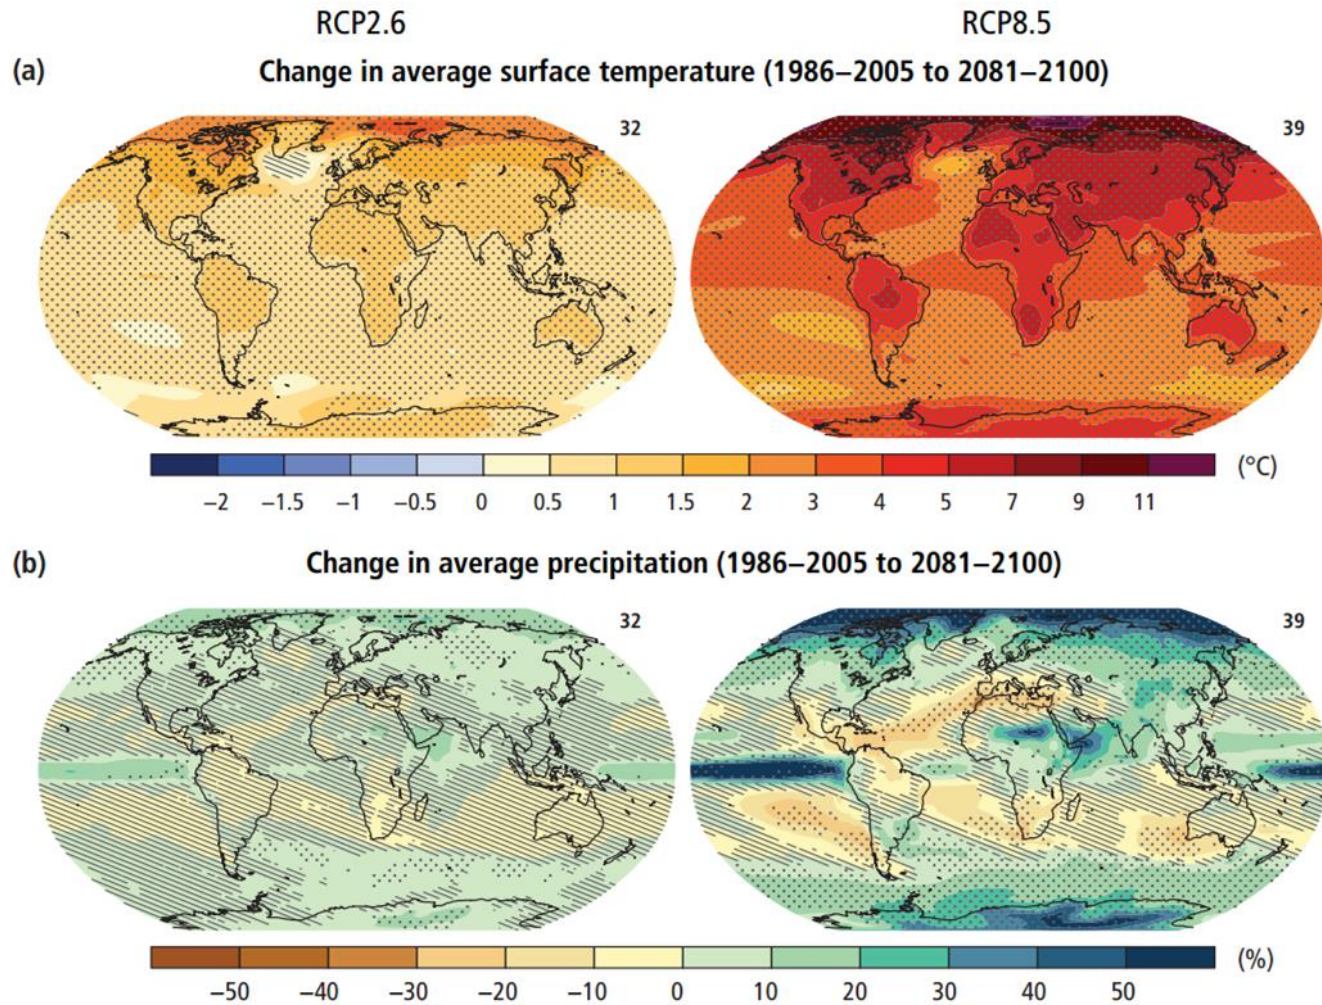 RCP2.6 RCP8.5
(a) Change in average surface temperature (1986–2005 to 2081–2100)
32 39
−2 −1.5 −1 −0.5 0 0.5 1 1.5 2 3 4 5 7 9 11 (°C)
(b) Change in average precipitation (1986–2005 to 2081–2100)
32 39
−50 −40 −30 −20 −10 0 10 20 30 40 50 (%)